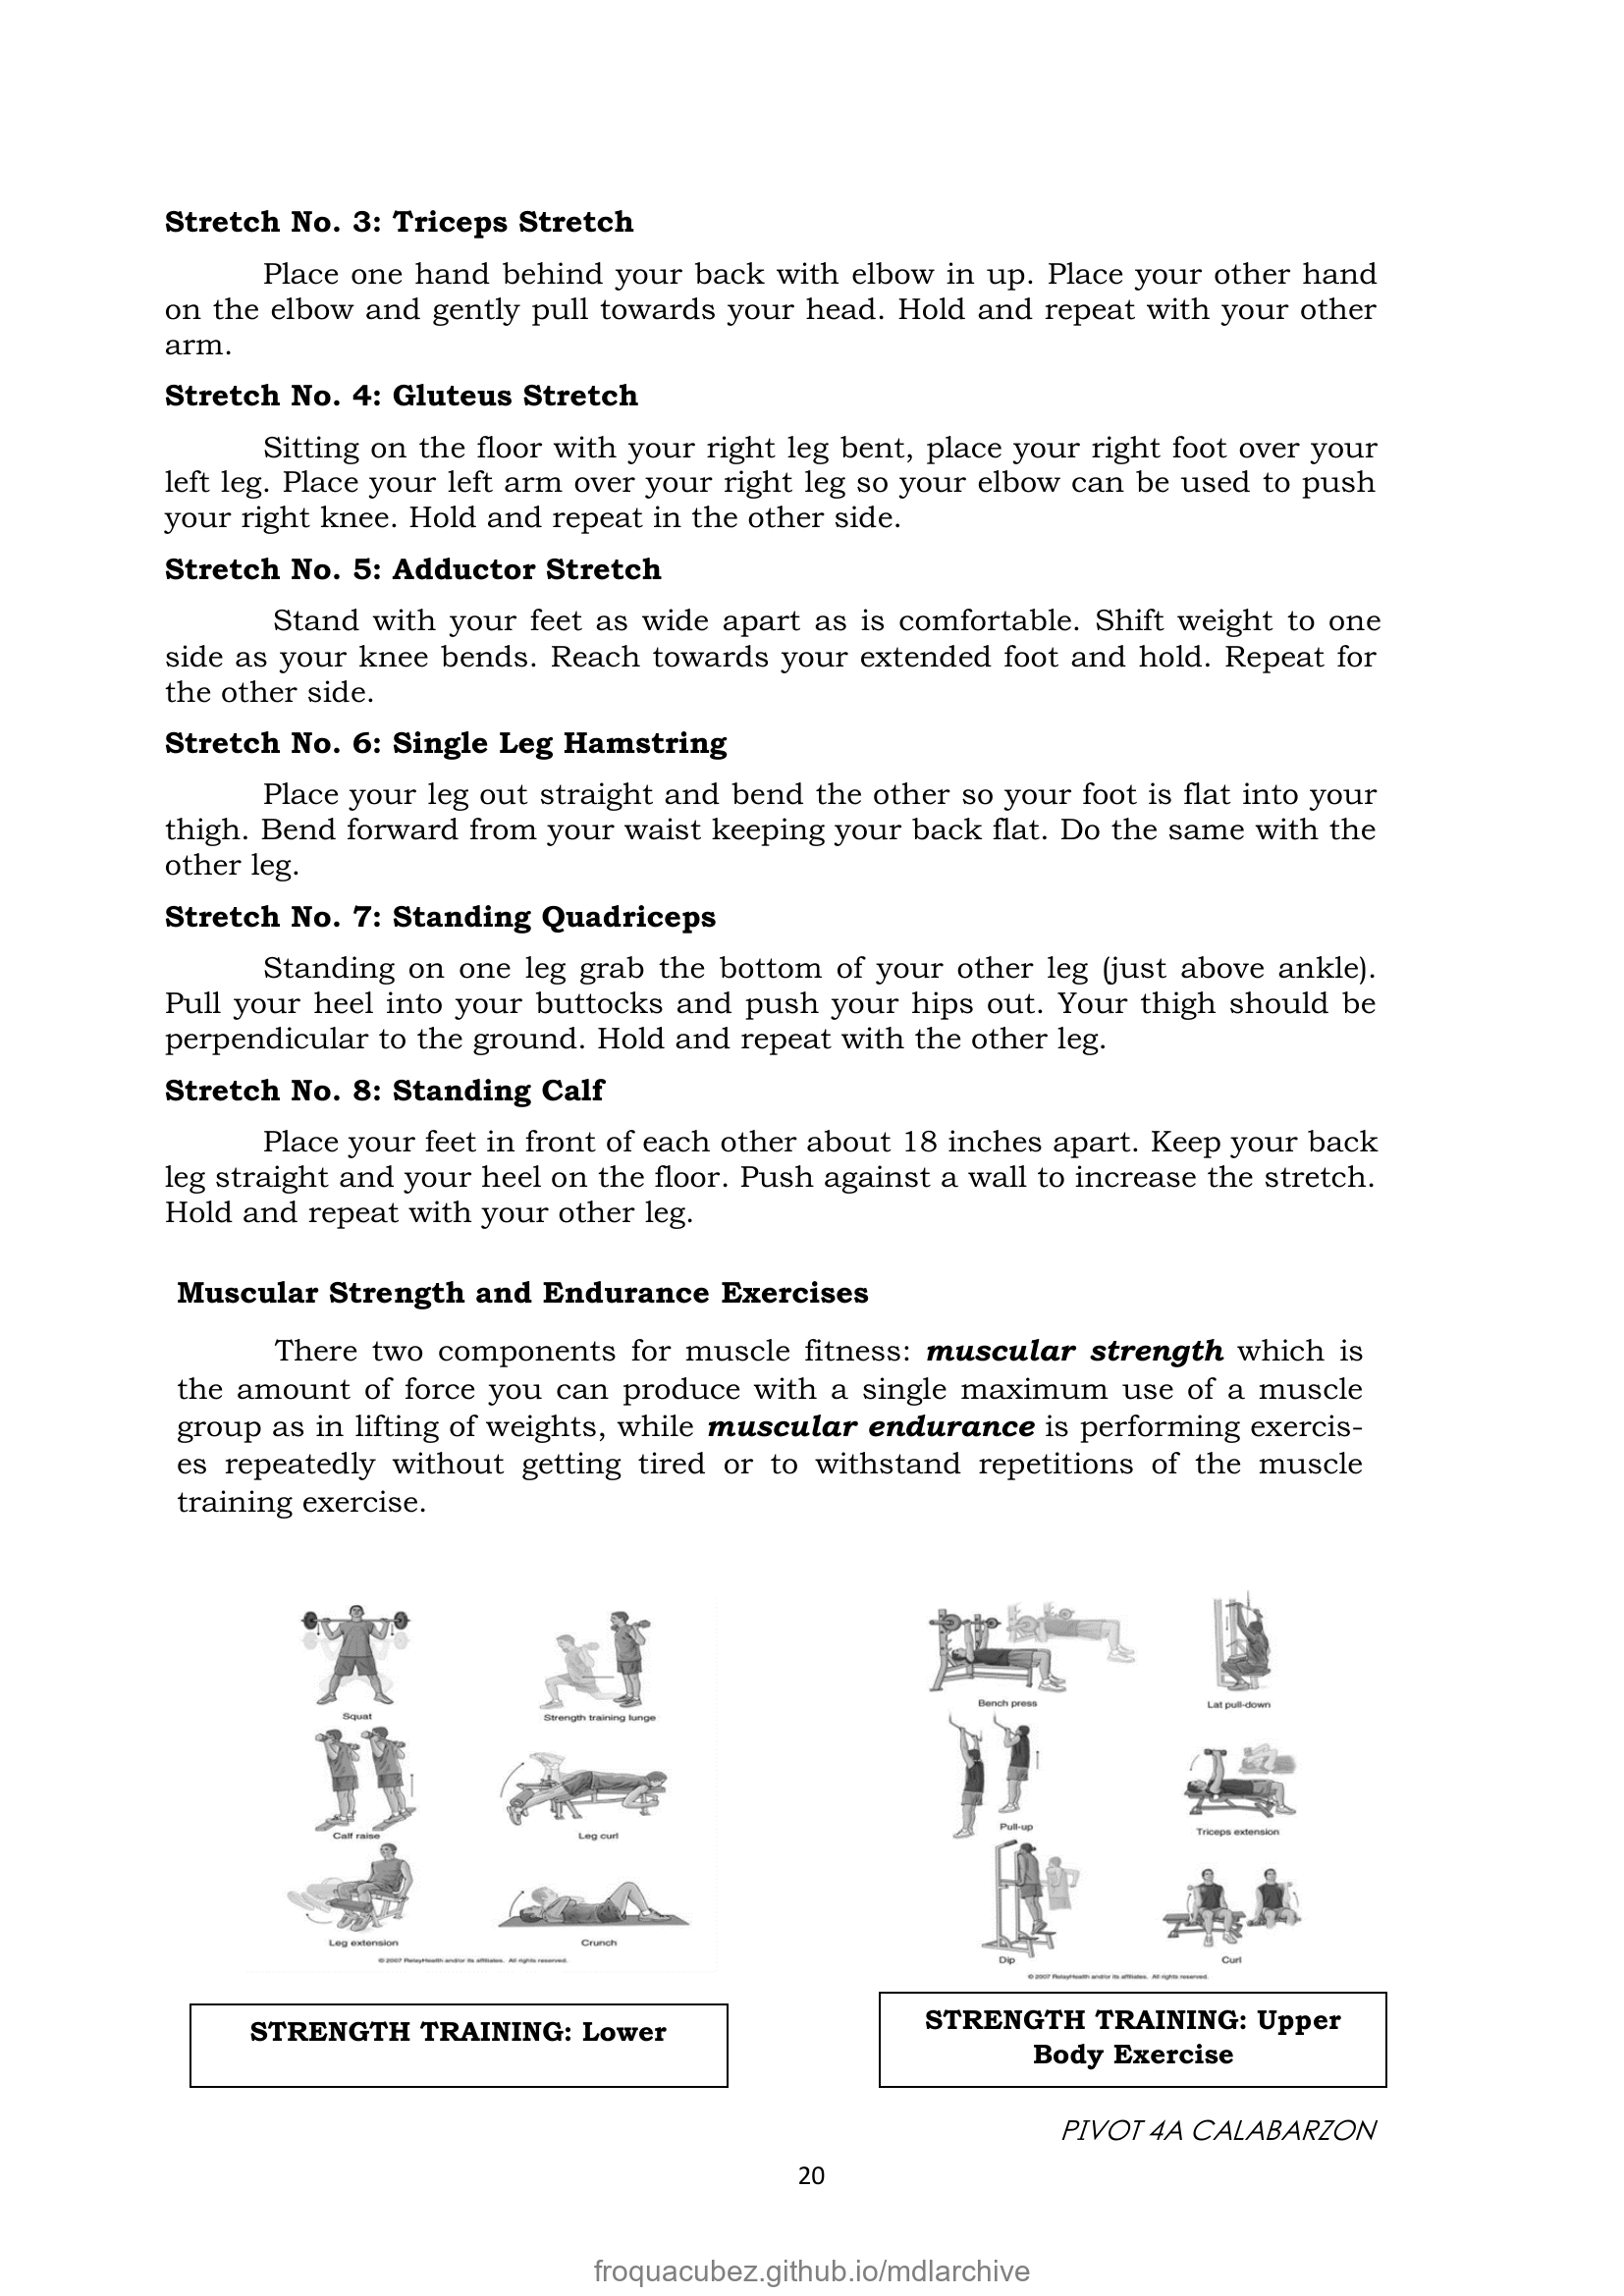 Stretch No. 3: Triceps Stretch
Place one hand behind your back with elbow in up. Place your other hand
on the elbow and gently pull towards your head. Hold and repeat with your other
arm.
Stretch No. 4: Gluteus Stretch
Sitting on the floor with your right leg bent, place your right foot over your
left leg. Place your left arm over your right leg so your elbow can be used to push
your right knee. Hold and repeat in the other side.
Stretch No. 5: Adductor Stretch
Stand with your feet as wide apart as is comfortable. Shift weight to one
side as your knee bends. Reach towards your extended foot and hold. Repeat for
the other side.
Stretch No. 6: Single Leg Hamstring
Place your leg out straight and bend the other so your foot is flat into your
thigh. Bend forward from your waist keeping your back flat. Do the same with the
other leg.
Stretch No. 7: Standing Quadriceps
Standing on one leg grab the bottom of your other leg (just above ankle).
Pull your heel into your buttocks and push your hips out. Your thigh should be
perpendicular to the ground. Hold and repeat with the other leg.
Stretch No. 8: Standing Calf
Place your feet in front of each other about 18 inches apart. Keep your back
leg straight and your heel on the floor. Push against a wall to increase the stretch.
Hold and repeat with your other leg.
Muscular Strength and Endurance Exercises
There two components for muscle fitness: muscular strength which is
the amount of force you can produce with a single maximum use of a muscle
group as in lifting of weights, while muscular endurance is performing exercis-
es repeatedly without getting tired or to withstand repetitions of the muscle
training exercise.
Squat
Strength training lunge
Calf raise
Leg curl
Leg extension
Crunch
© 2007 RelayHealth and/or its affiliates. All rights reserved.
STRENGTH TRAINING: Lower
Bench press
Lat pull-down
Pull-up
Triceps extension
Dip
Curl
© 2007 RelayHealth and/or its affiliates. All rights reserved.
STRENGTH TRAINING: Upper
Body Exercise
PIVOT 4A CALABARZON
20
froquacubez.github.io/mdlarchive